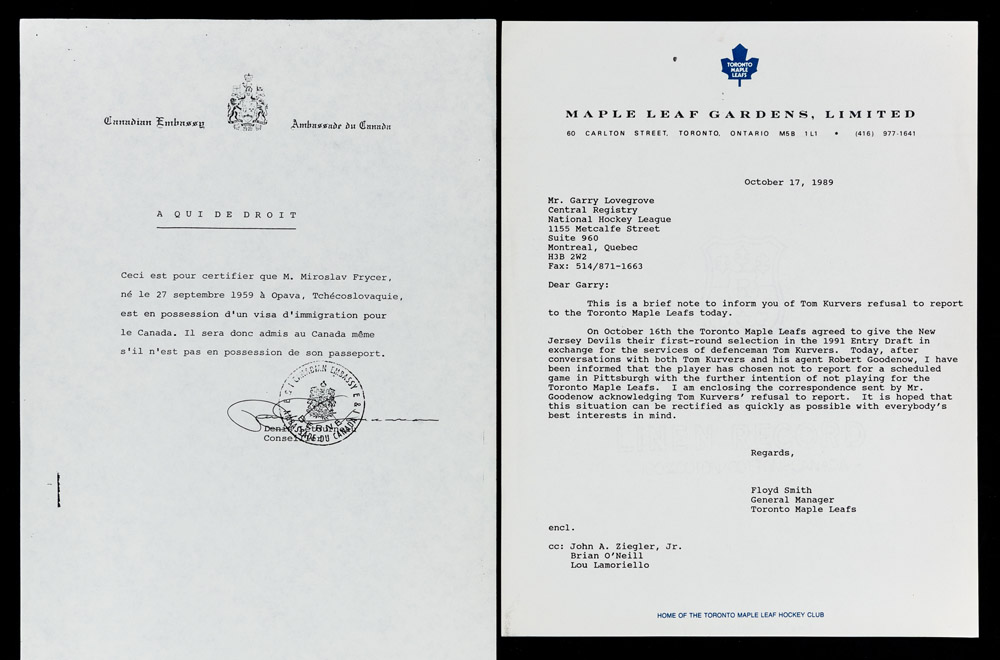 Canadian Embassy
Ambassade du Canada
A QUI DE DROIT
Ceci est pour certifier que M. Miroslav Frycer,
né le 27 septembre 1959 à Opava, Tchécoslovaquie,
est en possession d'un visa d'immigration pour
le Canada. Il sera donc admis au Canada même
s'il n'est pas en possession de son passeport.
CANADIAN EMBASSY
BERNE
AMBASSADE DU CANADA
TORONTO
MAPLE
LEAFS
MAPLE LEAF GARDENS, LIMITED
60 CARLTON STREET, TORONTO, ONTARIO M5B 1L1 • (416) 977-1641
October 17, 1989
Mr. Garry Lovegrove
Central Registry
National Hockey League
1155 Metcalfe Street
Suite 960
Montreal, Quebec
H3B 2W2
Fax: 514/871-1663
Dear Garry:
This is a brief note to inform you of Tom Kurvers refusal to report
to the Toronto Maple Leafs today.
On October 16th the Toronto Maple Leafs agreed to give the New
Jersey Devils their first-round selection in the 1991 Entry Draft in
exchange for the services of defenceman Tom Kurvers. Today, after
conversations with both Tom Kurvers and his agent Robert Goodenow, I have
been informed that the player has chosen not to report for a scheduled
game in Pittsburgh with the further intention of not playing for the
Toronto Maple Leafs. I am enclosing the correspondence sent by Mr.
Goodenow acknowledging Tom Kurvers' refusal to report. It is hoped that
this situation can be rectified as quickly as possible with everybody's
best interests in mind.
Regards,
Floyd Smith
General Manager
Toronto Maple Leafs
encl.
cc: John A. Ziegler, Jr.
Brian O'Neill
Lou Lamoriello
HOME OF THE TORONTO MAPLE LEAF HOCKEY CLUB